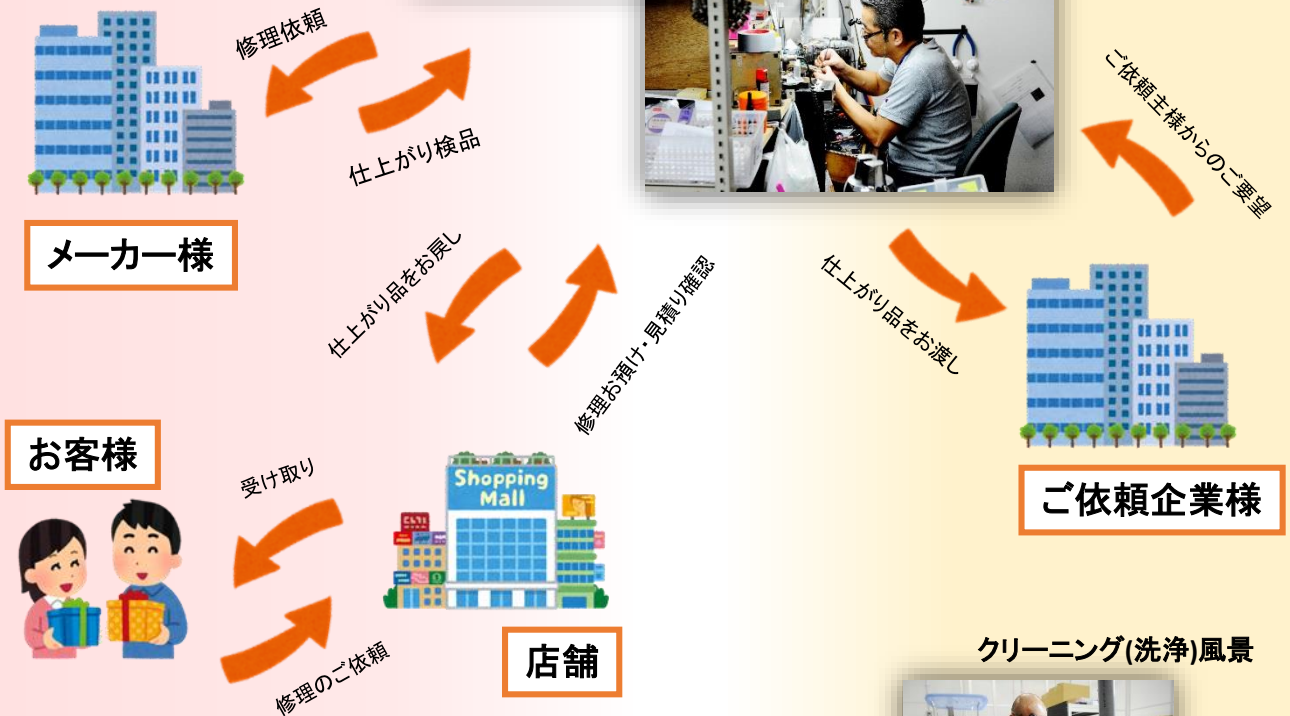 修理依頼
仕上がり検品
ご依頼主様からのご要望
メーカー様
仕上がり品をお戻し
修理お預け・見積り確認
仕上がり品をお渡し
お客様
受け取り
Shopping
Mall
ご依頼企業様
修理のご依頼
店舗
クリーニング(洗浄)風景